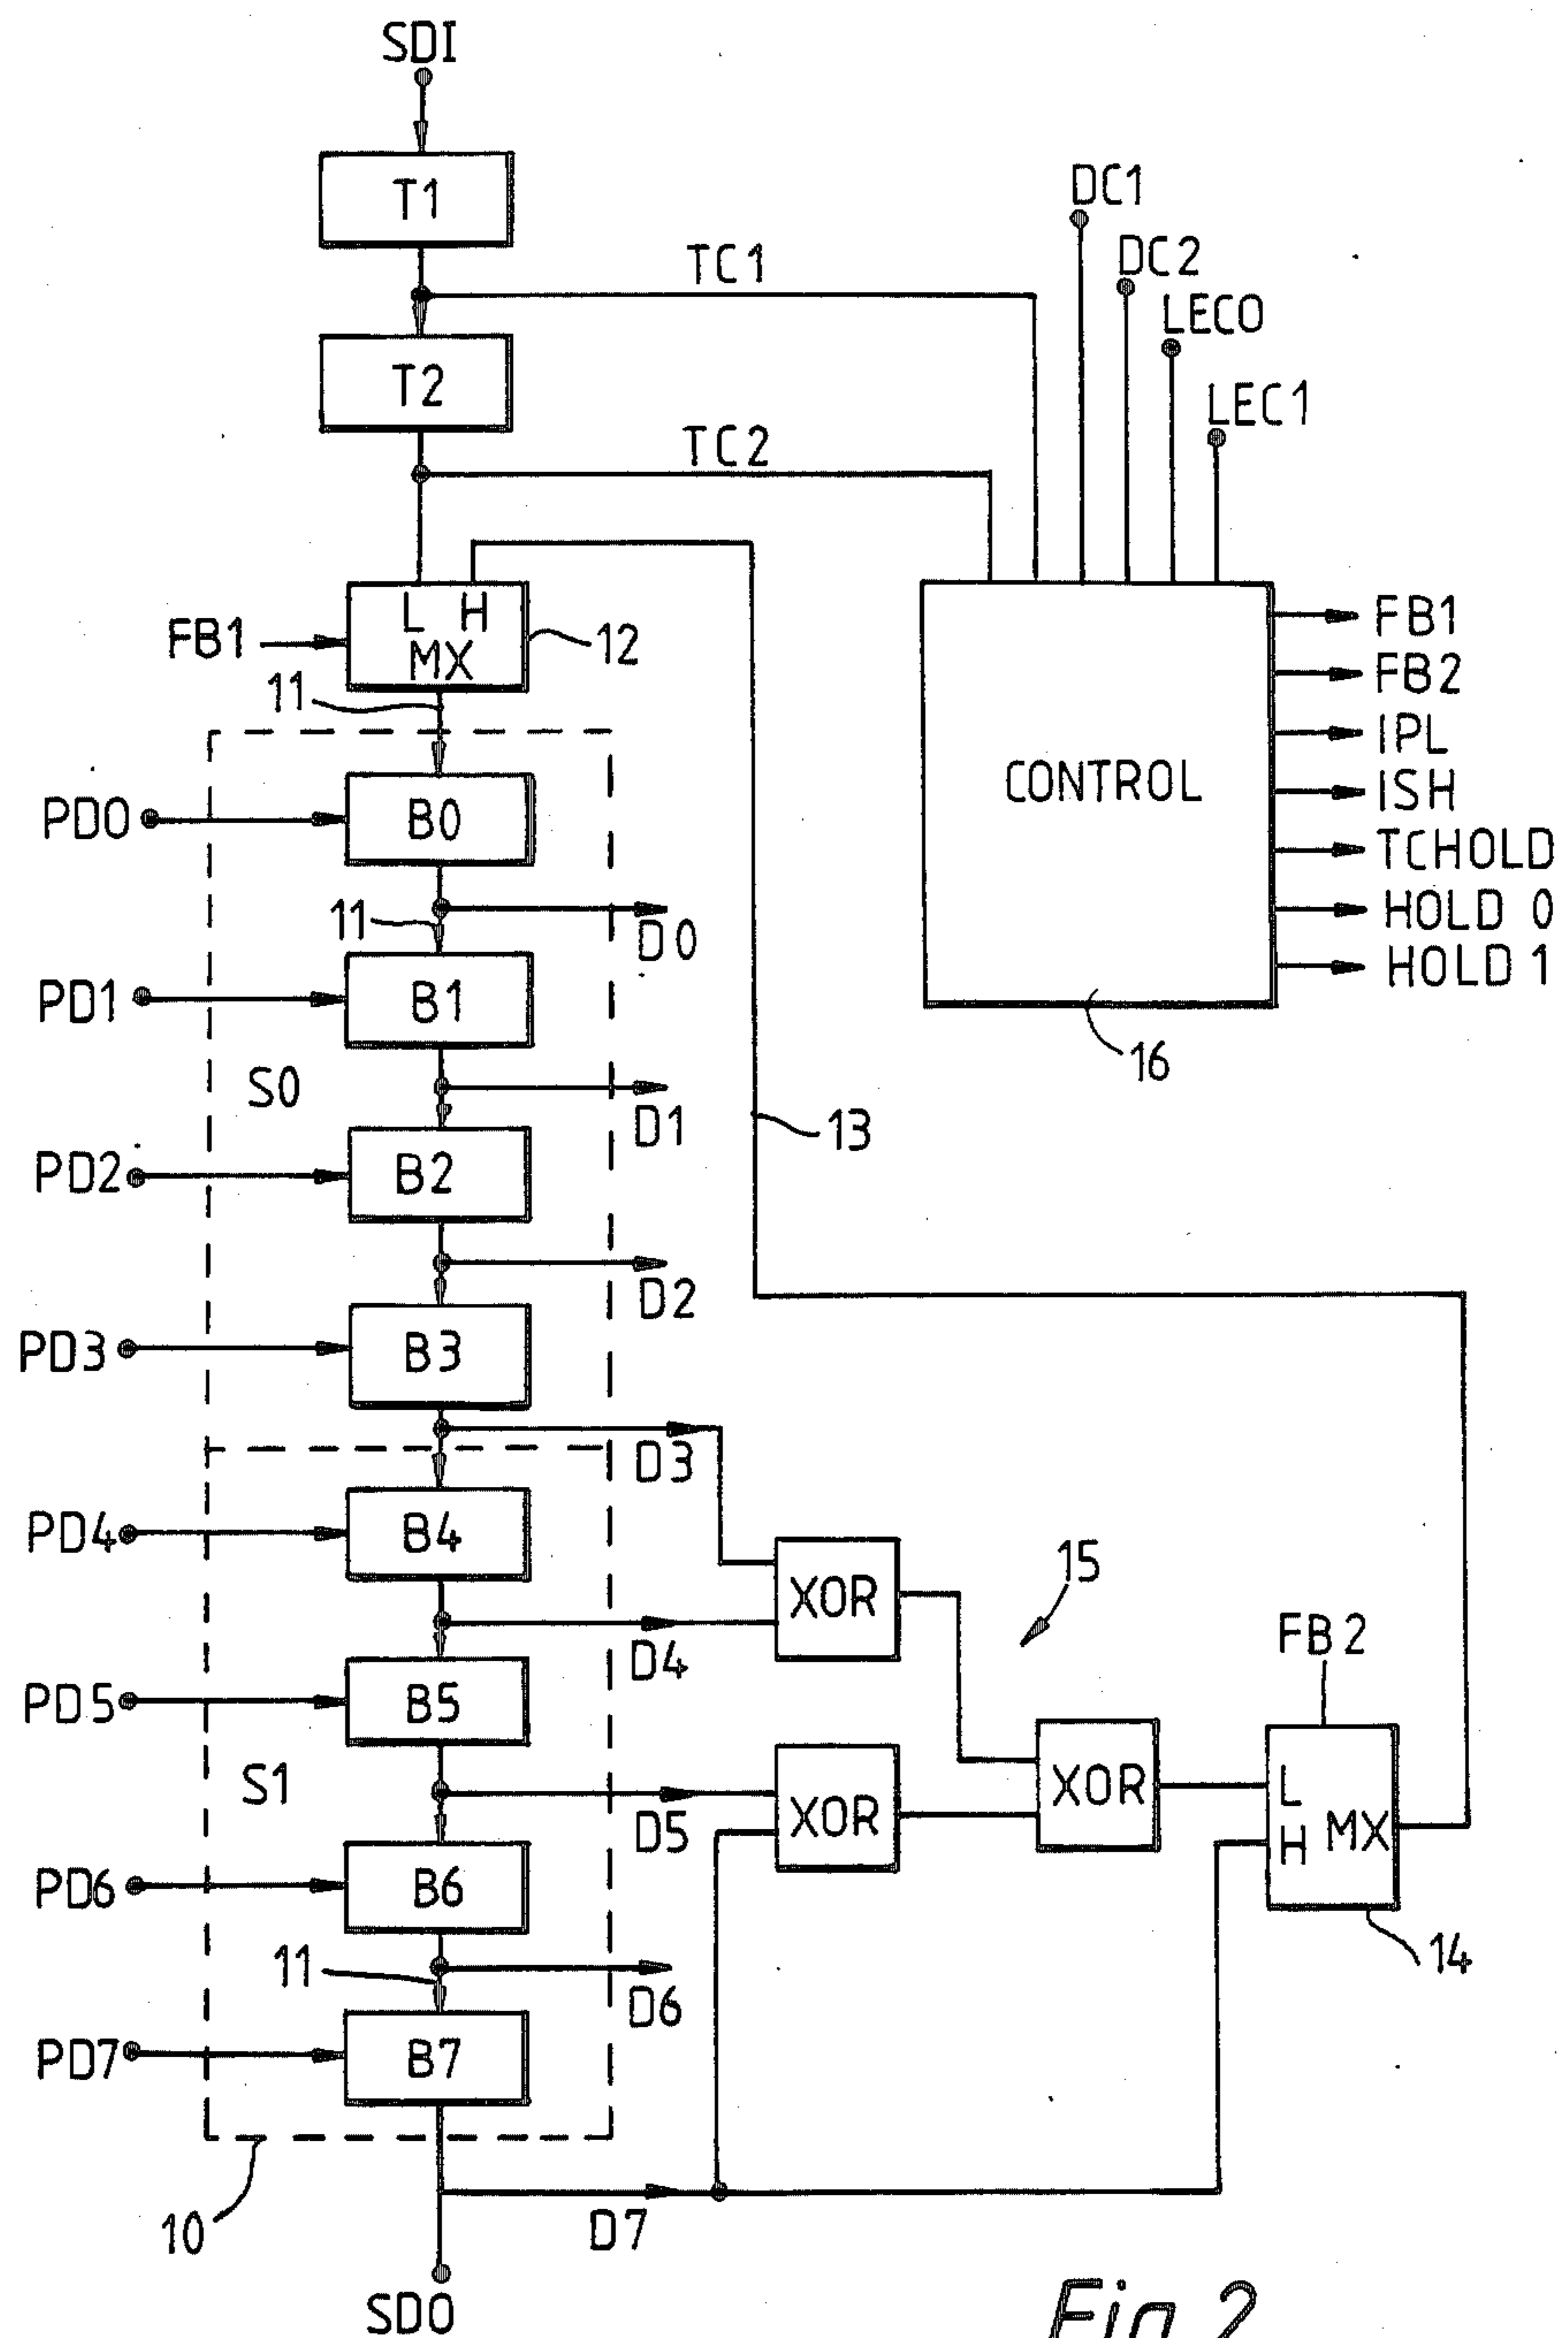 SDI
T1
DC1
TC1
DC2
LEC0
T2
LEC1
TC2
L H
MX
FB1
12
11
FB1
FB2
IPL
ISH
TCHOLD
HOLD 0
HOLD 1
CONTROL
16
PD0
B0
11
D0
PD1
B1
S0
D1
13
PD2
B2
D2
PD3
B3
D3
PD4
B4
XOR
15
D4
FB2
PD5
B5
S1
D5
XOR
XOR
L
H
MX
14
PD6
B6
11
D6
PD7
B7
10
D7
SDO
Fig.2